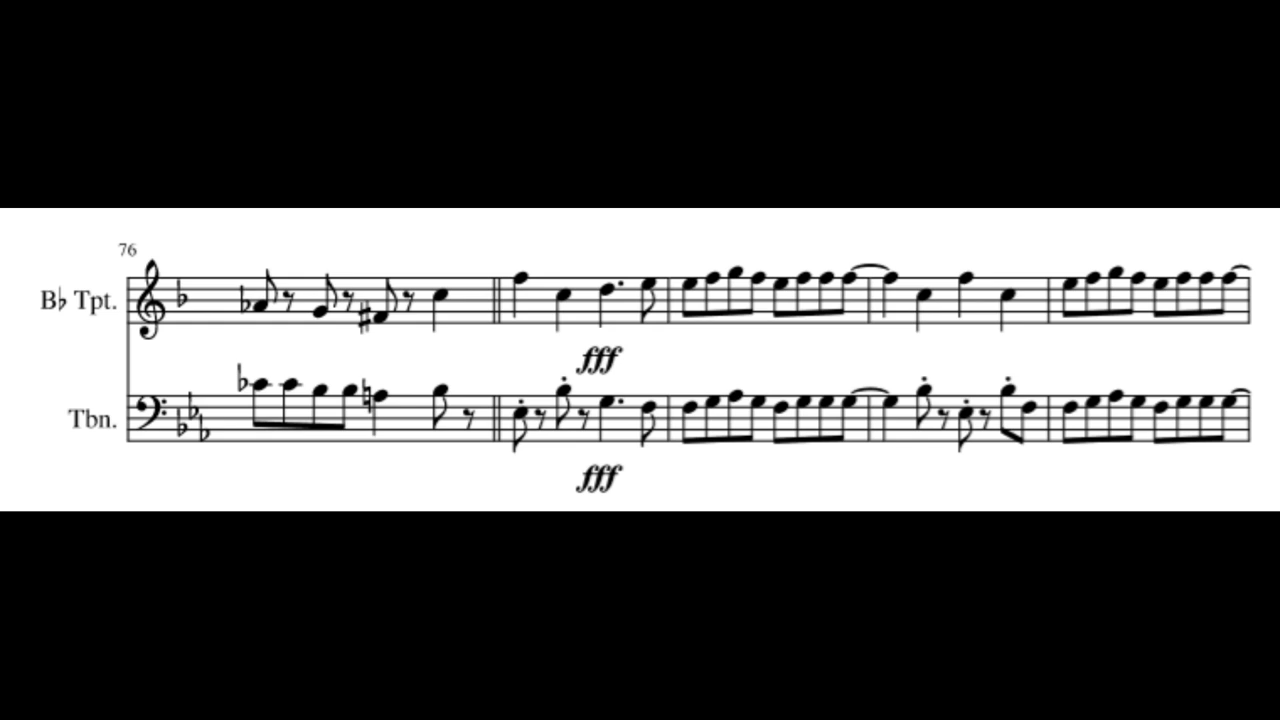 76
B♭ Tpt.
fff
Tbn.
fff